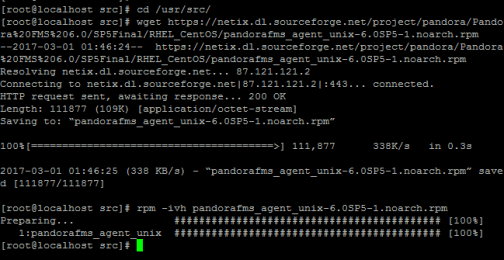 [root@localhost src]# cd /usr/src/
[root@localhost src]# wget https://netix.dl.sourceforge.net/project/pandora/Pando
ra%20FMS%206.0/SP5Final/RHEL_CentOS/pandorafms_agent_unix-6.0SP5-1.noarch.rpm
--2017-03-01 01:46:24--  https://netix.dl.sourceforge.net/project/pandora/Pandora
%20FMS%206.0/SP5Final/RHEL_CentOS/pandorafms_agent_unix-6.0SP5-1.noarch.rpm
Resolving netix.dl.sourceforge.net... 87.121.121.2
Connecting to netix.dl.sourceforge.net|87.121.121.2|:443... connected.
HTTP request sent, awaiting response... 200 OK
Length: 111877 (109K) [application/octet-stream]
Saving to: “pandorafms_agent_unix-6.0SP5-1.noarch.rpm”
100%[======================================>] 111,877      338K/s   in 0.3s
2017-03-01 01:46:25 (338 KB/s) - “pandorafms_agent_unix-6.0SP5-1.noarch.rpm” save
d [111877/111877]
[root@localhost src]# rpm -ivh pandorafms_agent_unix-6.0SP5-1.noarch.rpm
Preparing...                ########################################### [100%]
   1:pandorafms_agent_unix  ########################################### [100%]
[root@localhost src]#